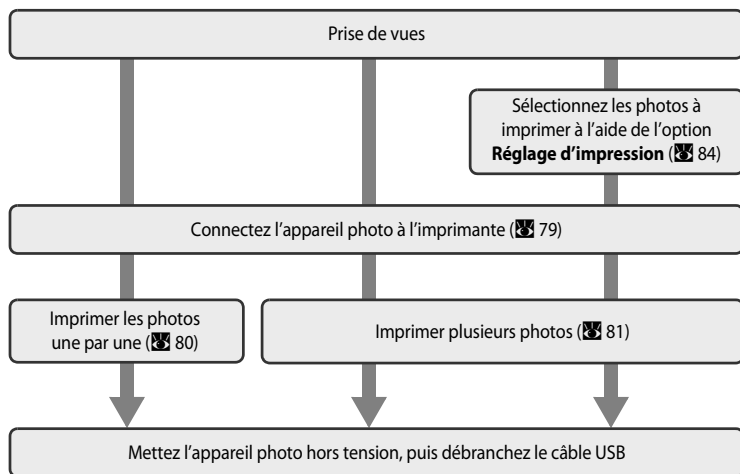 Prise de vues
Sélectionnez les photos à
imprimer à l'aide de l'option
Réglage d'impression (84)
Connectez l'appareil photo à l'imprimante (79)
Imprimer les photos
une par une (80)
Imprimer plusieurs photos (81)
Mettez l'appareil photo hors tension, puis débranchez le câble USB